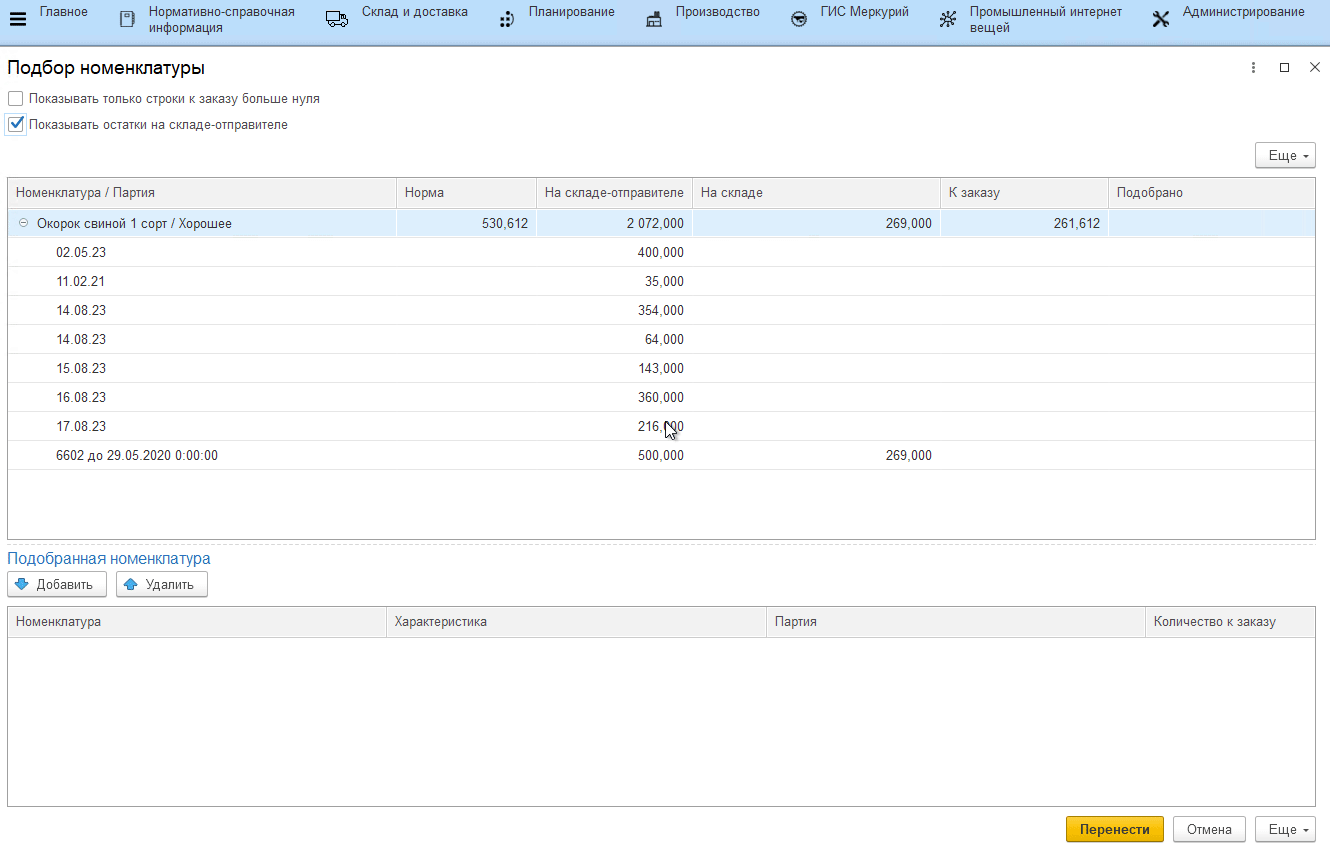 Главное
Нормативно-справочная
информация
Склад и доставка
Планирование
Производство
ГИС Меркурий
Промышленный интернет
вещей
Администрирование
Подбор номенклатуры
Показывать только строки к заказу больше нуля
Показывать остатки на складе-отправителе
Еще
Номенклатура / Партия Норма На складе-отправителе На складе К заказу Подобрано
Окорок свиной 1 сорт / Хорошее 530,612 2 072,000 269,000 261,612
02.05.23 400,000
11.02.21 35,000
14.08.23 354,000
14.08.23 64,000
15.08.23 143,000
16.08.23 360,000
17.08.23 216,000
6602 до 29.05.2020 0:00:00 500,000 269,000
Подобранная номенклатура
Добавить Удалить
Номенклатура Характеристика Партия Количество к заказу
Перенести Отмена Еще